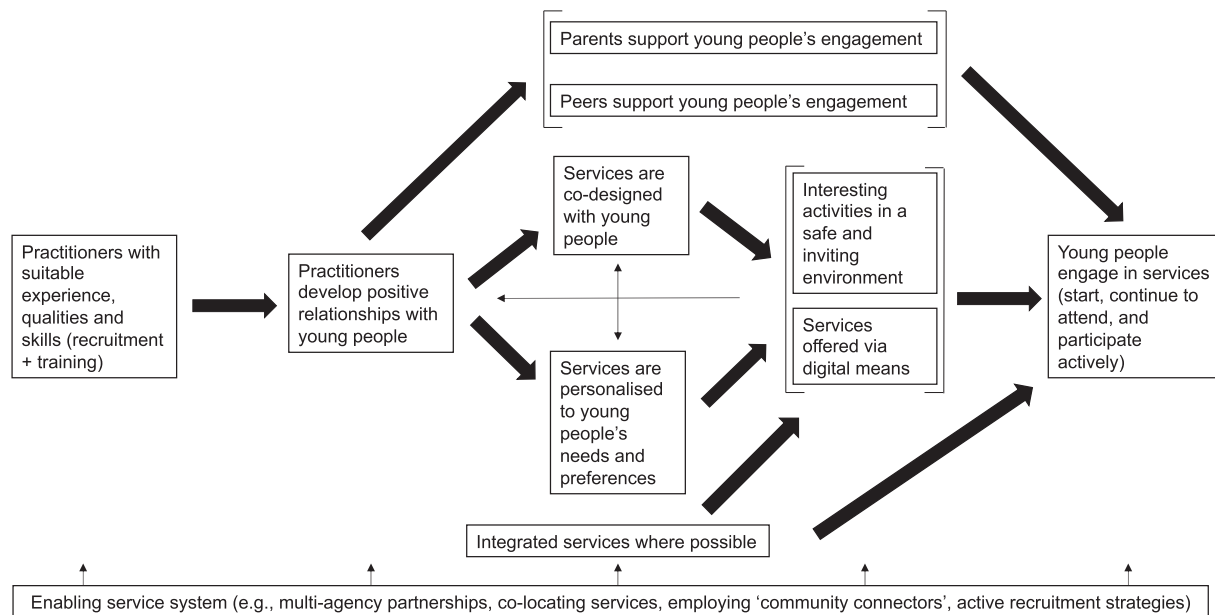 Parents support young people's engagement
Peers support young people's engagement
Services are
co-designed
with young
people
Interesting
activities in a
safe and
inviting
environment
Practitioners with
suitable
experience,
qualities and
skills (recruitment
+ training)
Practitioners
develop positive
relationships with
young people
Young people
engage in services
(start, continue to
attend, and
participate
actively)
Services
offered via
digital means
Services are
personalised
to young
people's
needs and
preferences
Integrated services where possible
Enabling service system (e.g., multi-agency partnerships, co-locating services, employing 'community connectors', active recruitment strategies)